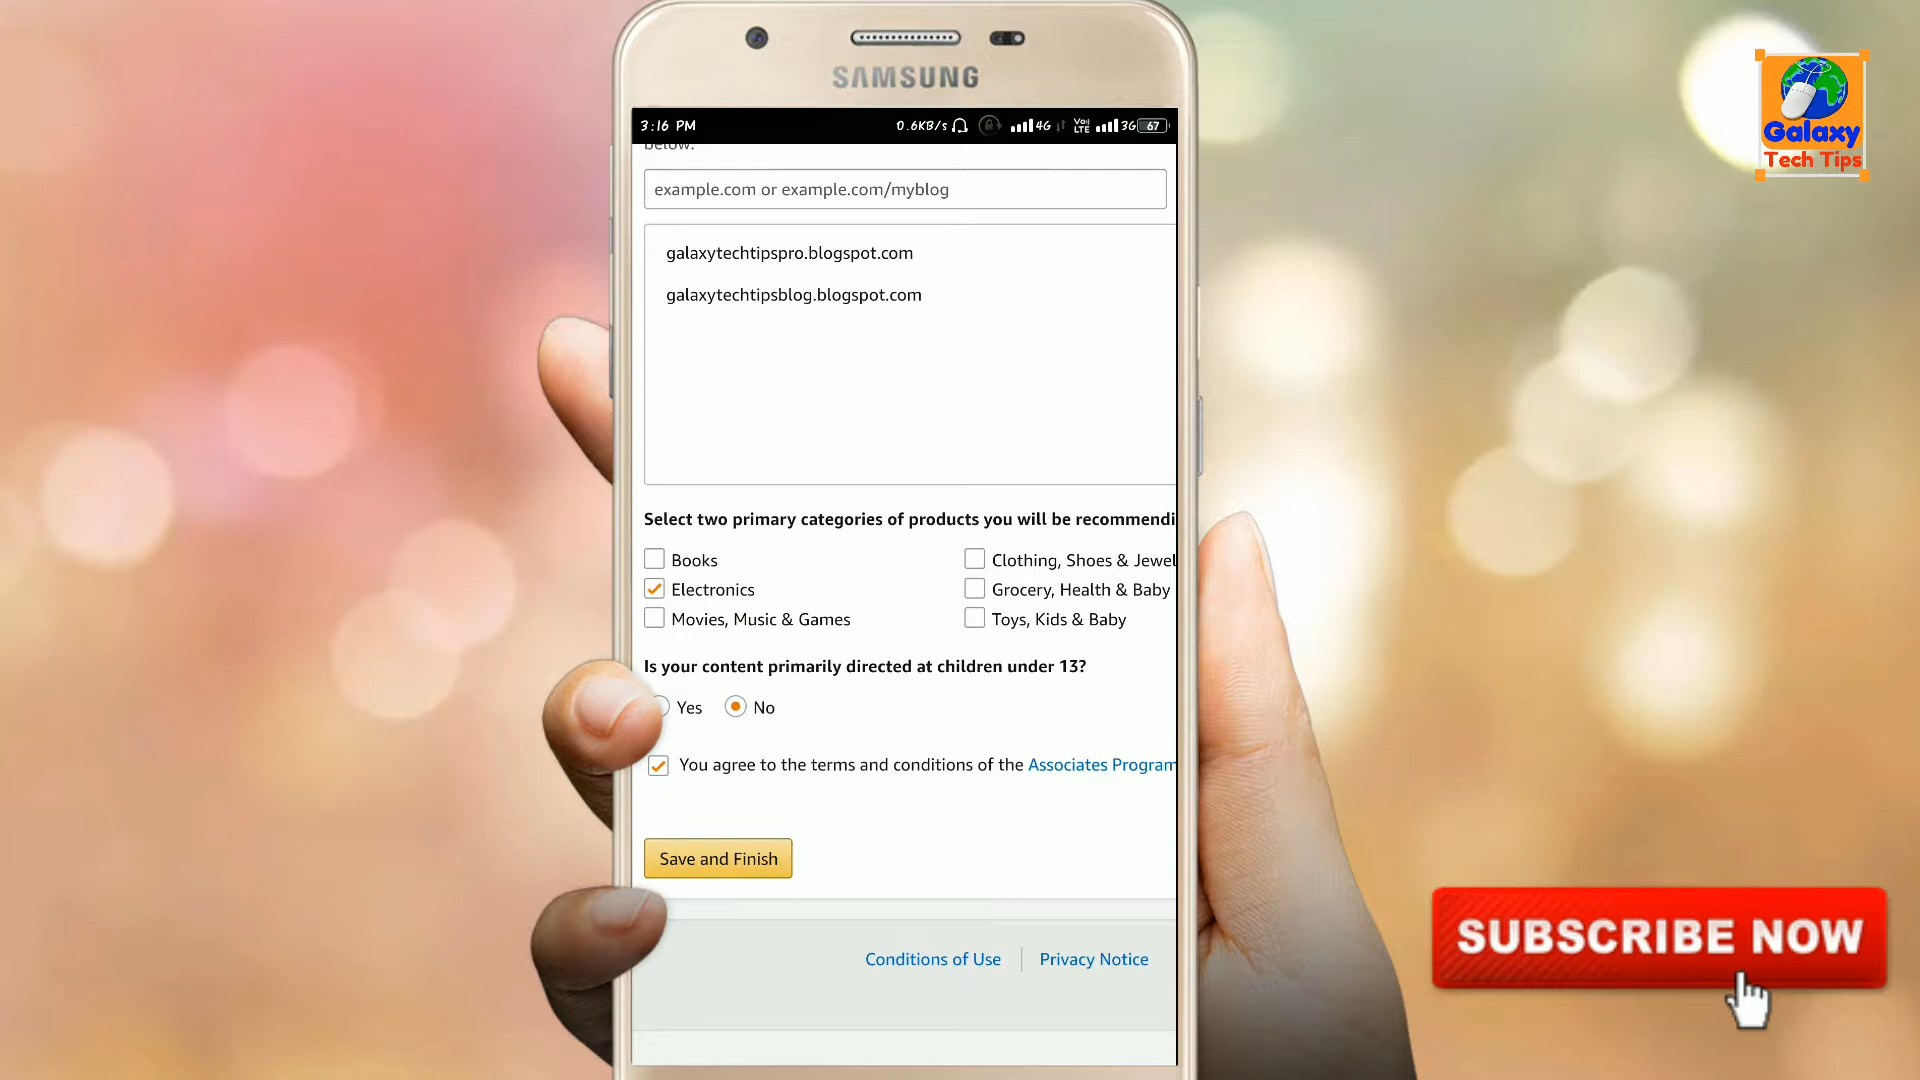 SAMSUNG
3:16 PM 0.6KB/s 4G Vo) LTE 3G 67
below:
example.com or example.com/myblog
galaxytechtipspro.blogspot.com
galaxytechtipsblog.blogspot.com
Select two primary categories of products you will be recommendi
Books
Clothing, Shoes & Jewel
Electronics
Grocery, Health & Baby
Movies, Music & Games
Toys, Kids & Baby
Is your content primarily directed at children under 13?
Yes No
You agree to the terms and conditions of the Associates Program
Save and Finish
Conditions of Use Privacy Notice
Galaxy
Tech Tips
SUBSCRIBE NOW